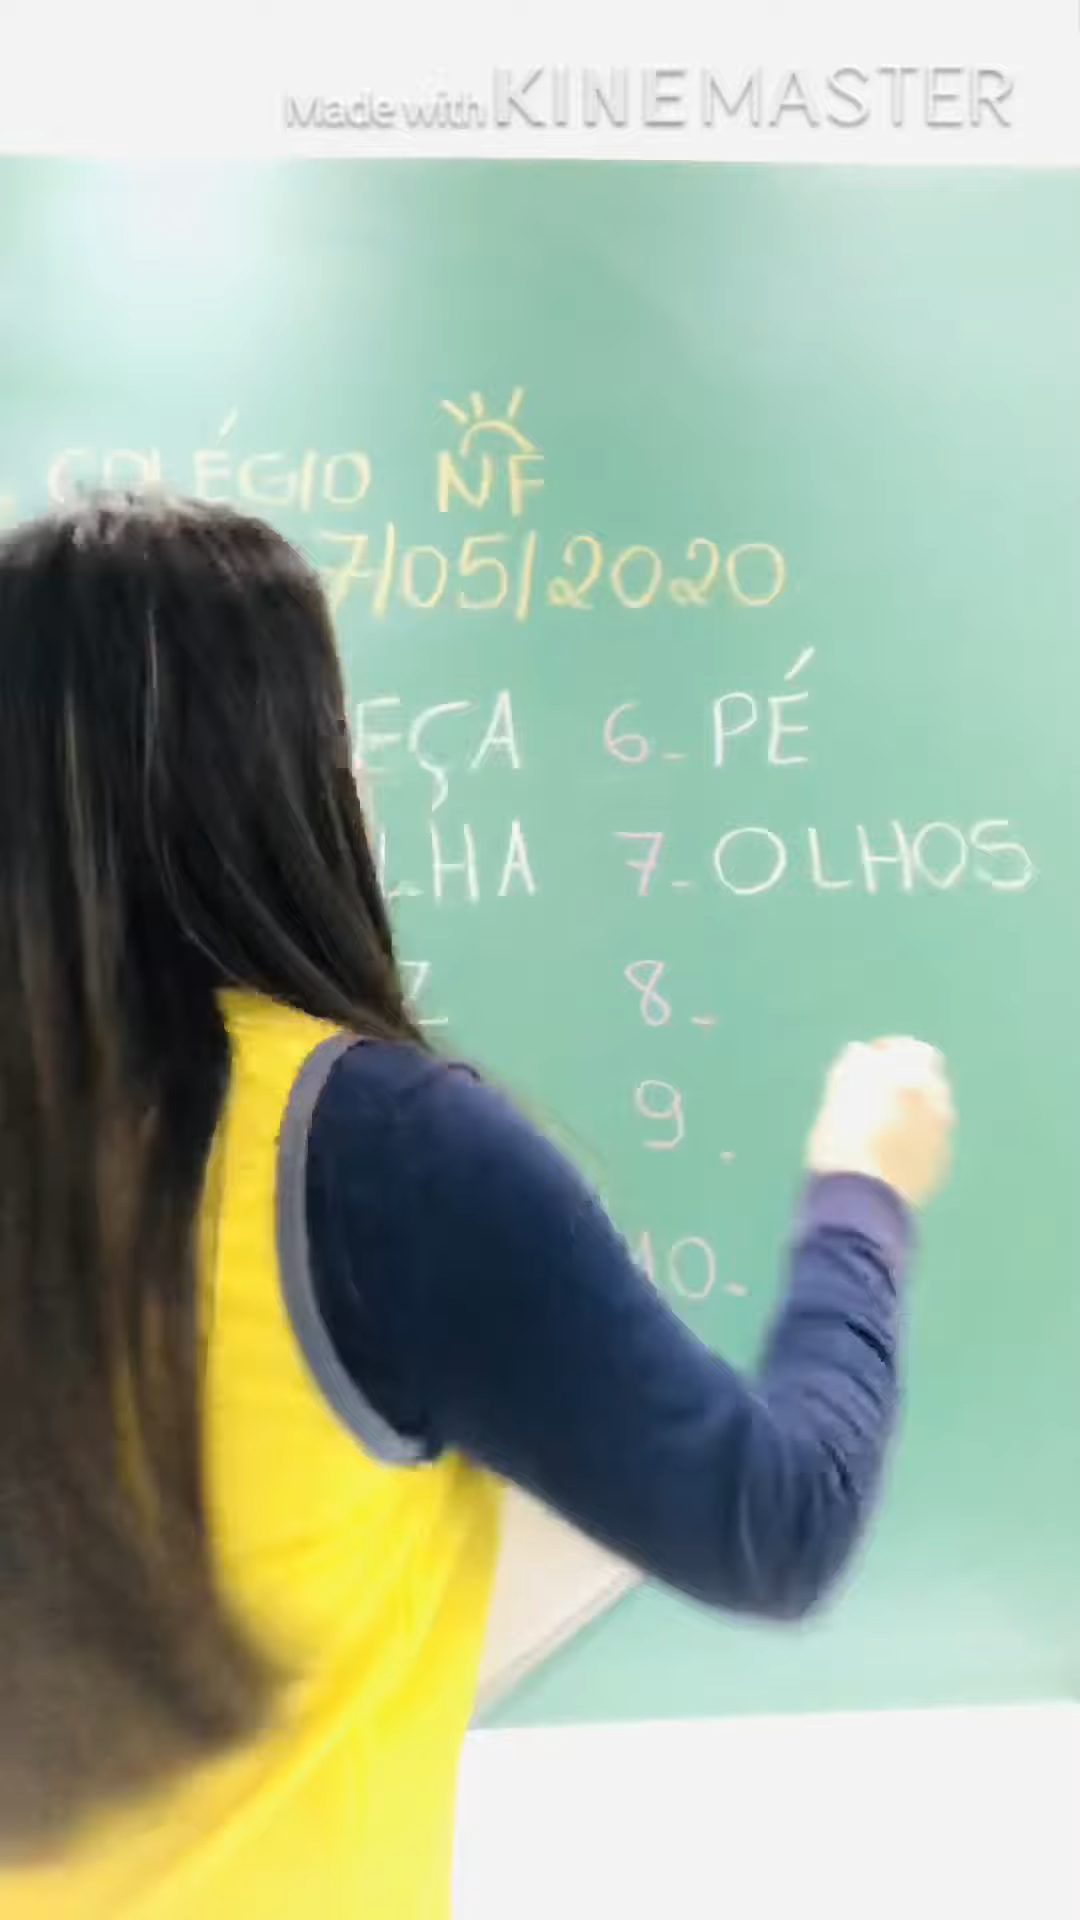 Made with KINEMASTER
COLÉGIO NF
7/05/2020
EÇA 6- PÉ
LHA 7- OLHOS
Z 8-
9.
10-